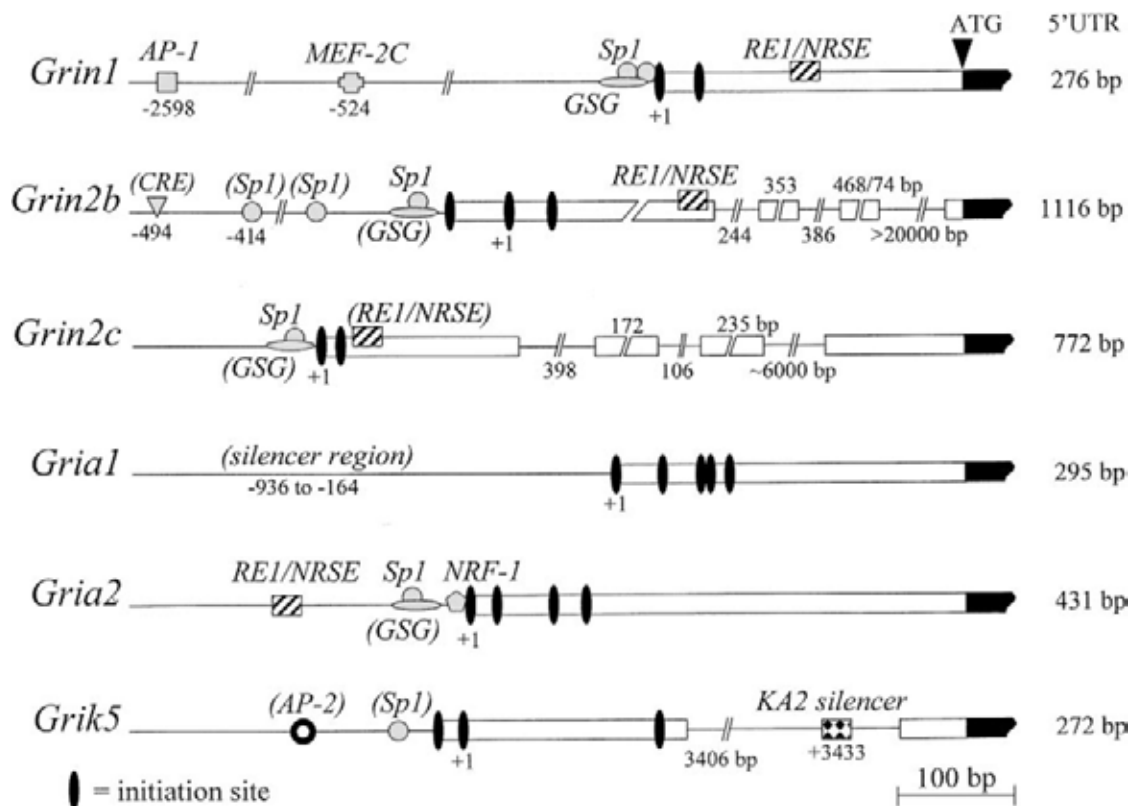 ATG 5'UTR
AP-1 MEF-2C Sp1 RE1/NRSE
Grin1 276 bp
-2598 -524 GSG +1
(CRE) (Sp1) (Sp1) Sp1 RE1/NRSE 353 468/74 bp
Grin2b 1116 bp
-494 -414 (GSG) +1 244 386 >20000 bp
Sp1 (RE1/NRSE) 172 235 bp
Grin2c 772 bp
(GSG) +1 398 106 ~6000 bp
(silencer region)
Gria1 295 bp
-936 to -164 +1
RE1/NRSE Sp1 NRF-1
Gria2 431 bp
(GSG) +1
(AP-2) (Sp1) KA2 silencer
Grik5 272 bp
+1 3406 bp +3433
= initiation site 100 bp